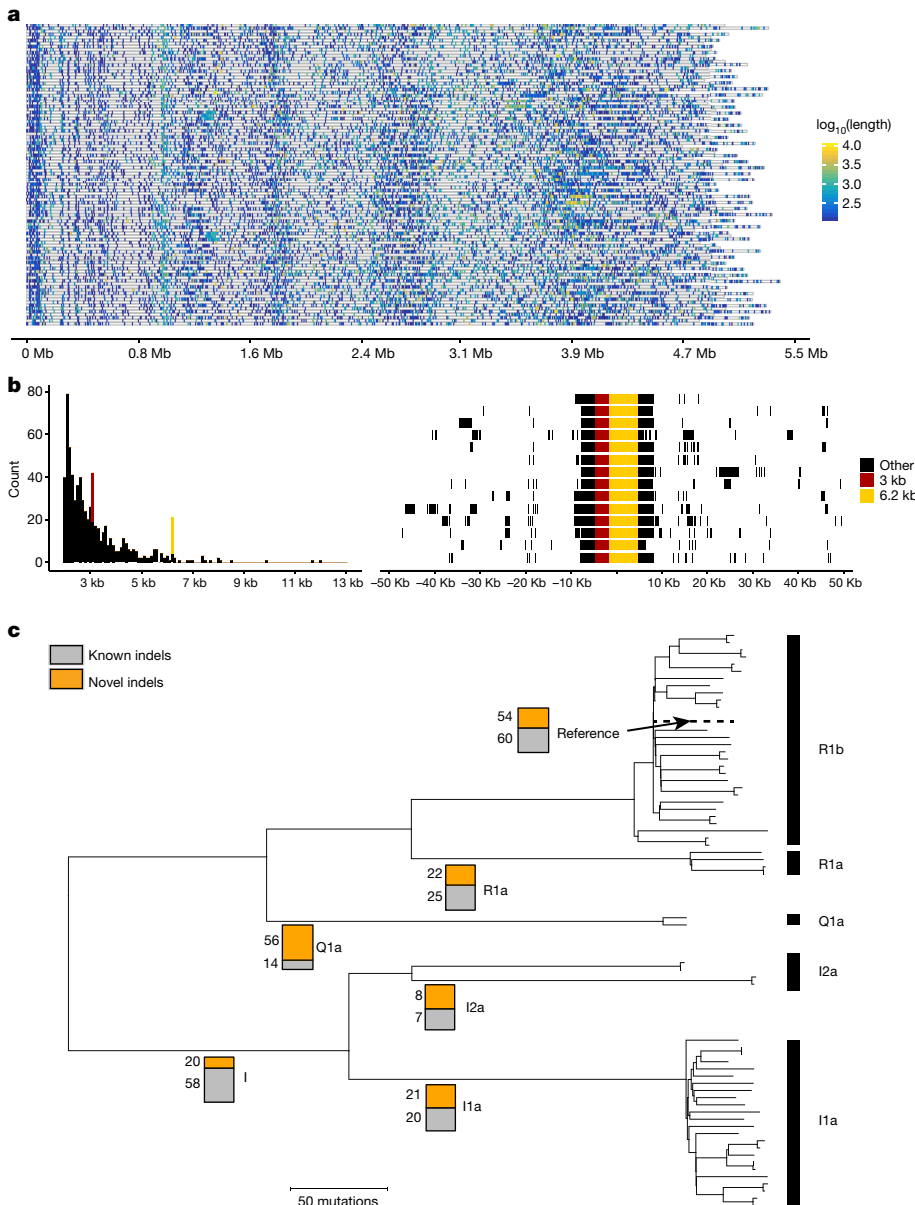 a
log10(length)
4.0
3.5
3.0
2.5
0 Mb 0.8 Mb 1.6 Mb 2.4 Mb 3.1 Mb 3.9 Mb 4.7 Mb 5.5 Mb
b
80
60
40
20
0
Count
3 kb 5 kb 7 kb 9 kb 11 kb 13 kb
−50 Kb −40 Kb −30 Kb −20 Kb −10 Kb 10 Kb 20 Kb 30 Kb 40 Kb 50 Kb
Other
3 kb
6.2 kb
c
Known indels
Novel indels
54
60
Reference
R1b
22
25
R1a
R1a
56
14
Q1a
Q1a
8
7
I2a
I2a
20
58
I
21
20
I1a
I1a
50 mutations